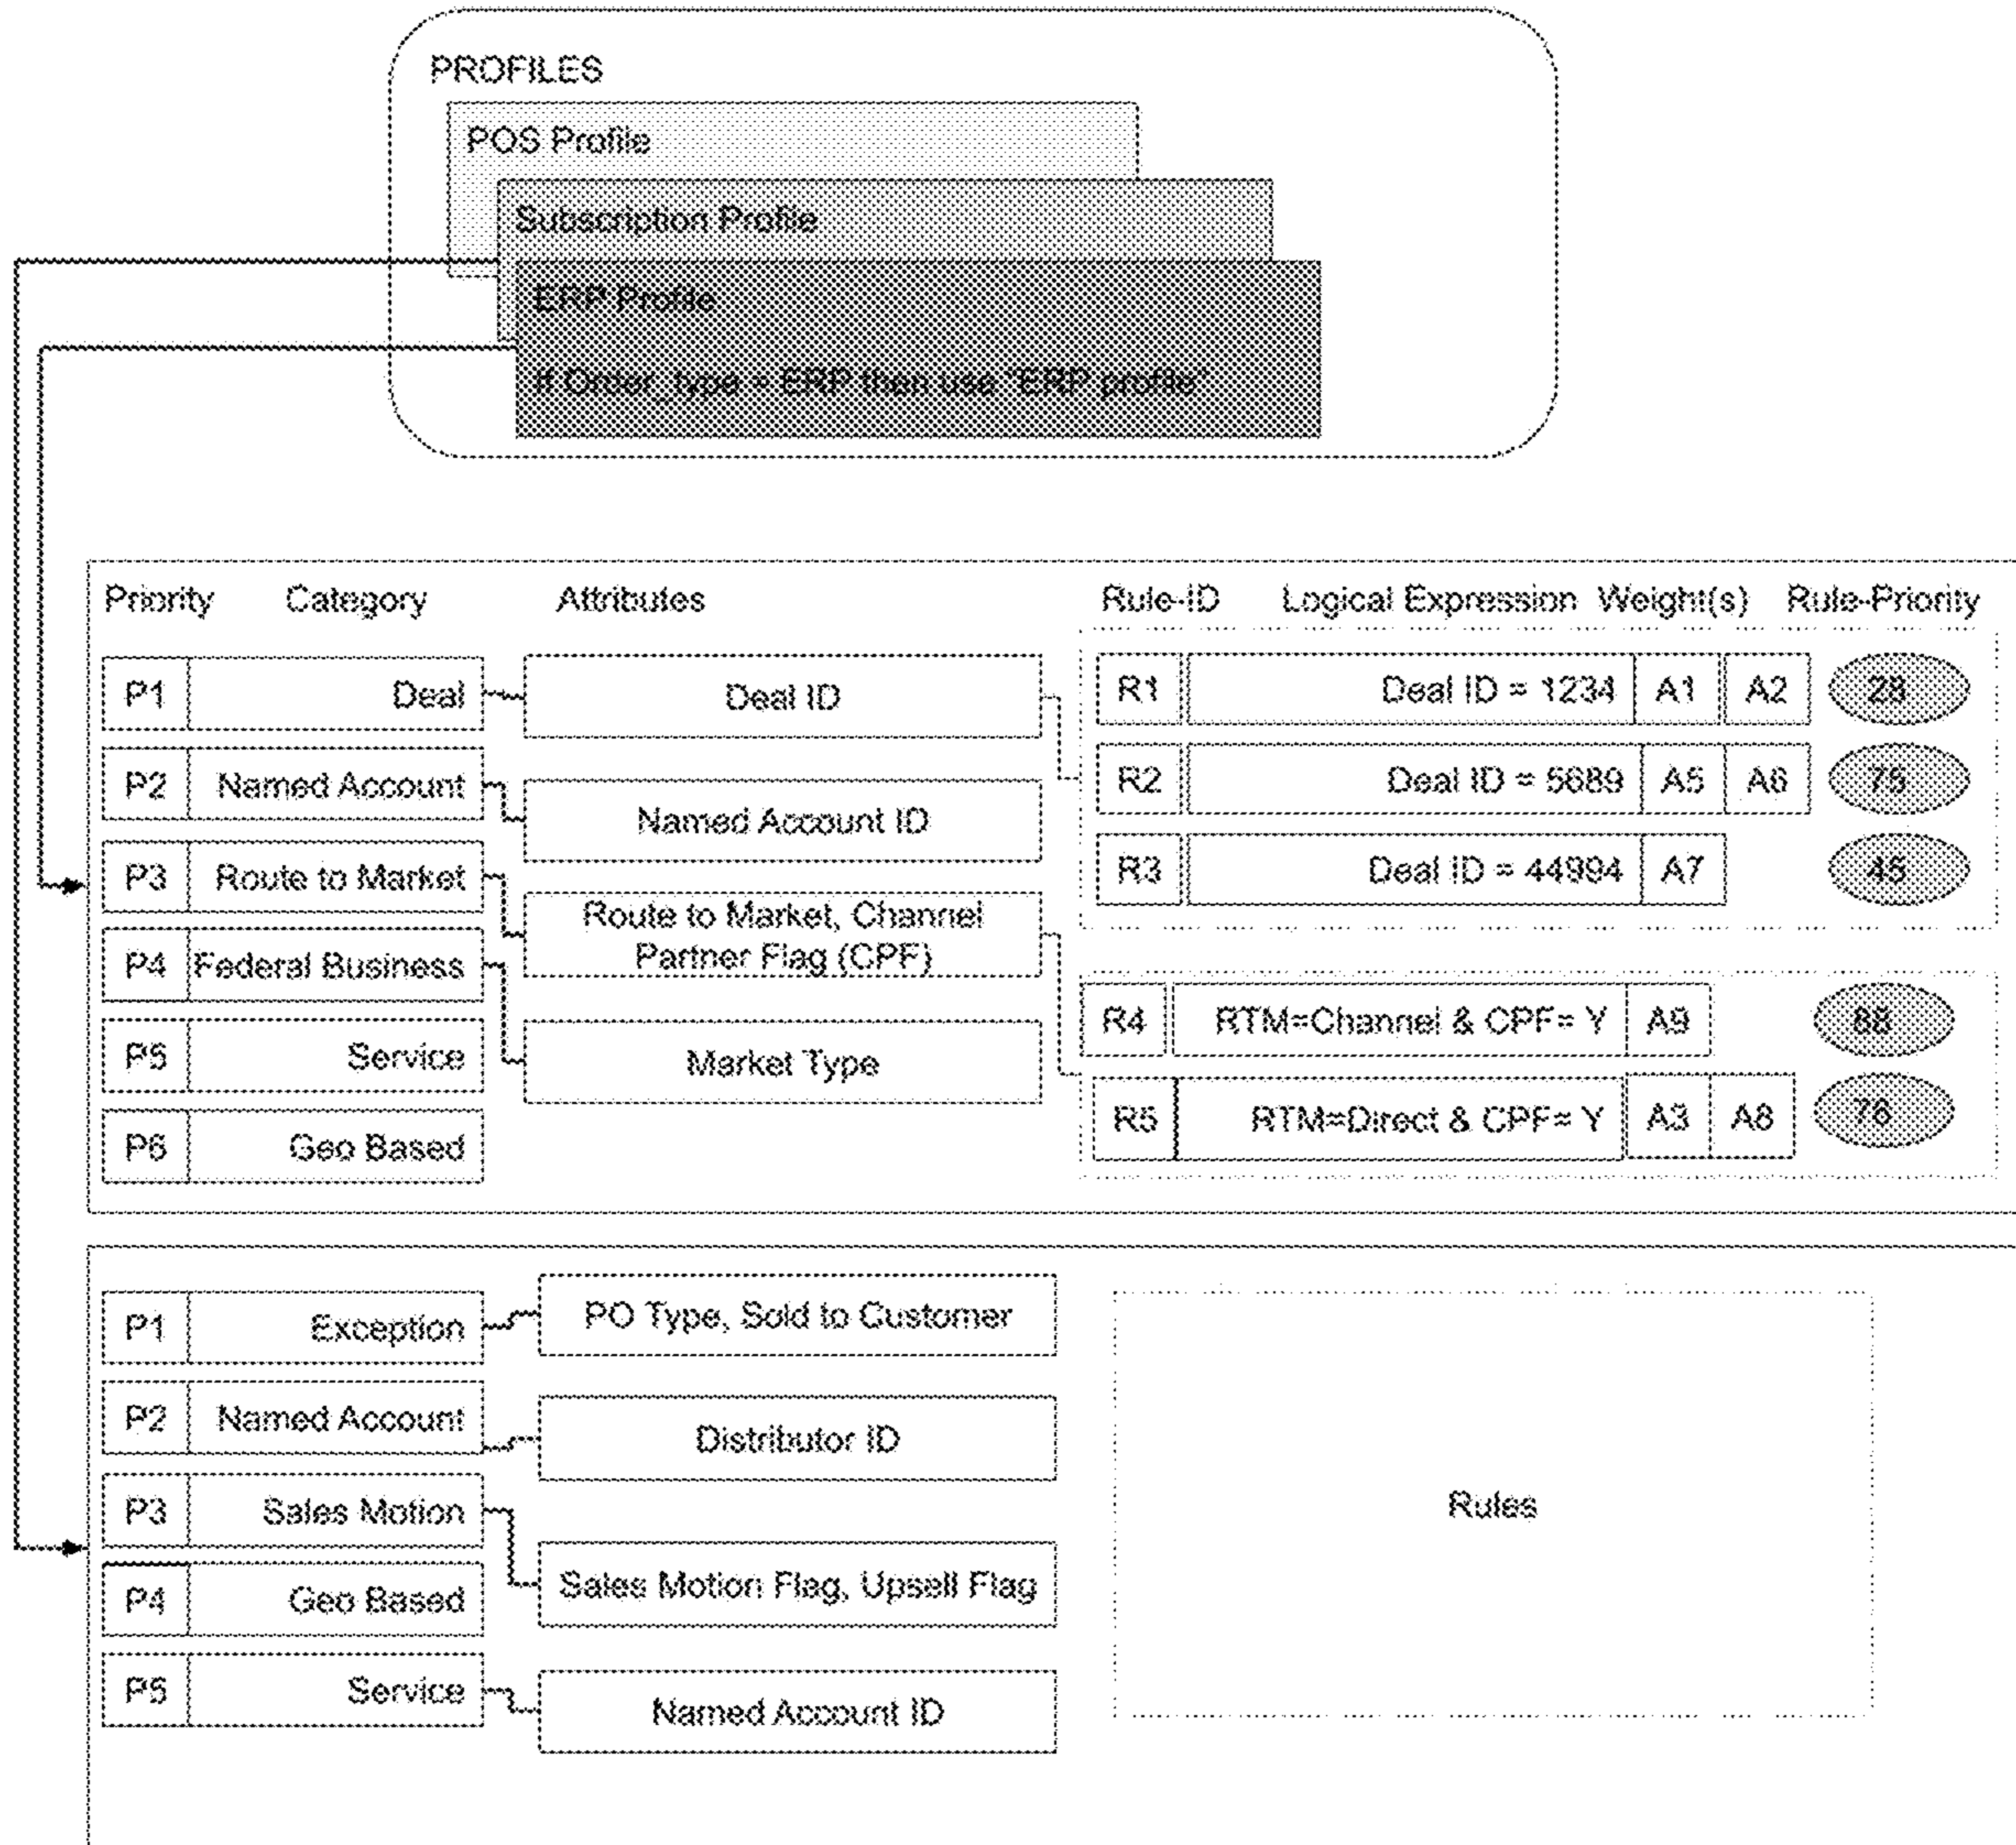 PROFILES
POS Profile
Subscription Profile
ERP Profile
If Order_type = ERP then use "ERP profile"
Priority Category Attributes Rule-ID Logical Expression Weight(s) Rule-Priority
P1 Deal Deal ID R1 Deal ID = 1234 A1 A2 28
P2 Named Account Named Account ID R2 Deal ID = 5689 A5 A6 75
P3 Route to Market R3 Deal ID = 44994 A7 45
Route to Market, Channel
Partner Flag (CPF)
P4 Federal Business R4 RTM=Channel & CPF= Y A9 88
P5 Service Market Type
R5 RTM=Direct & CPF= Y A3 A8 76
P6 Geo Based
P1 Exception PO Type, Sold to Customer
P2 Named Account Distributor ID
P3 Sales Motion Rules
P4 Geo Based Sales Motion Flag, Upsell Flag
P5 Service Named Account ID